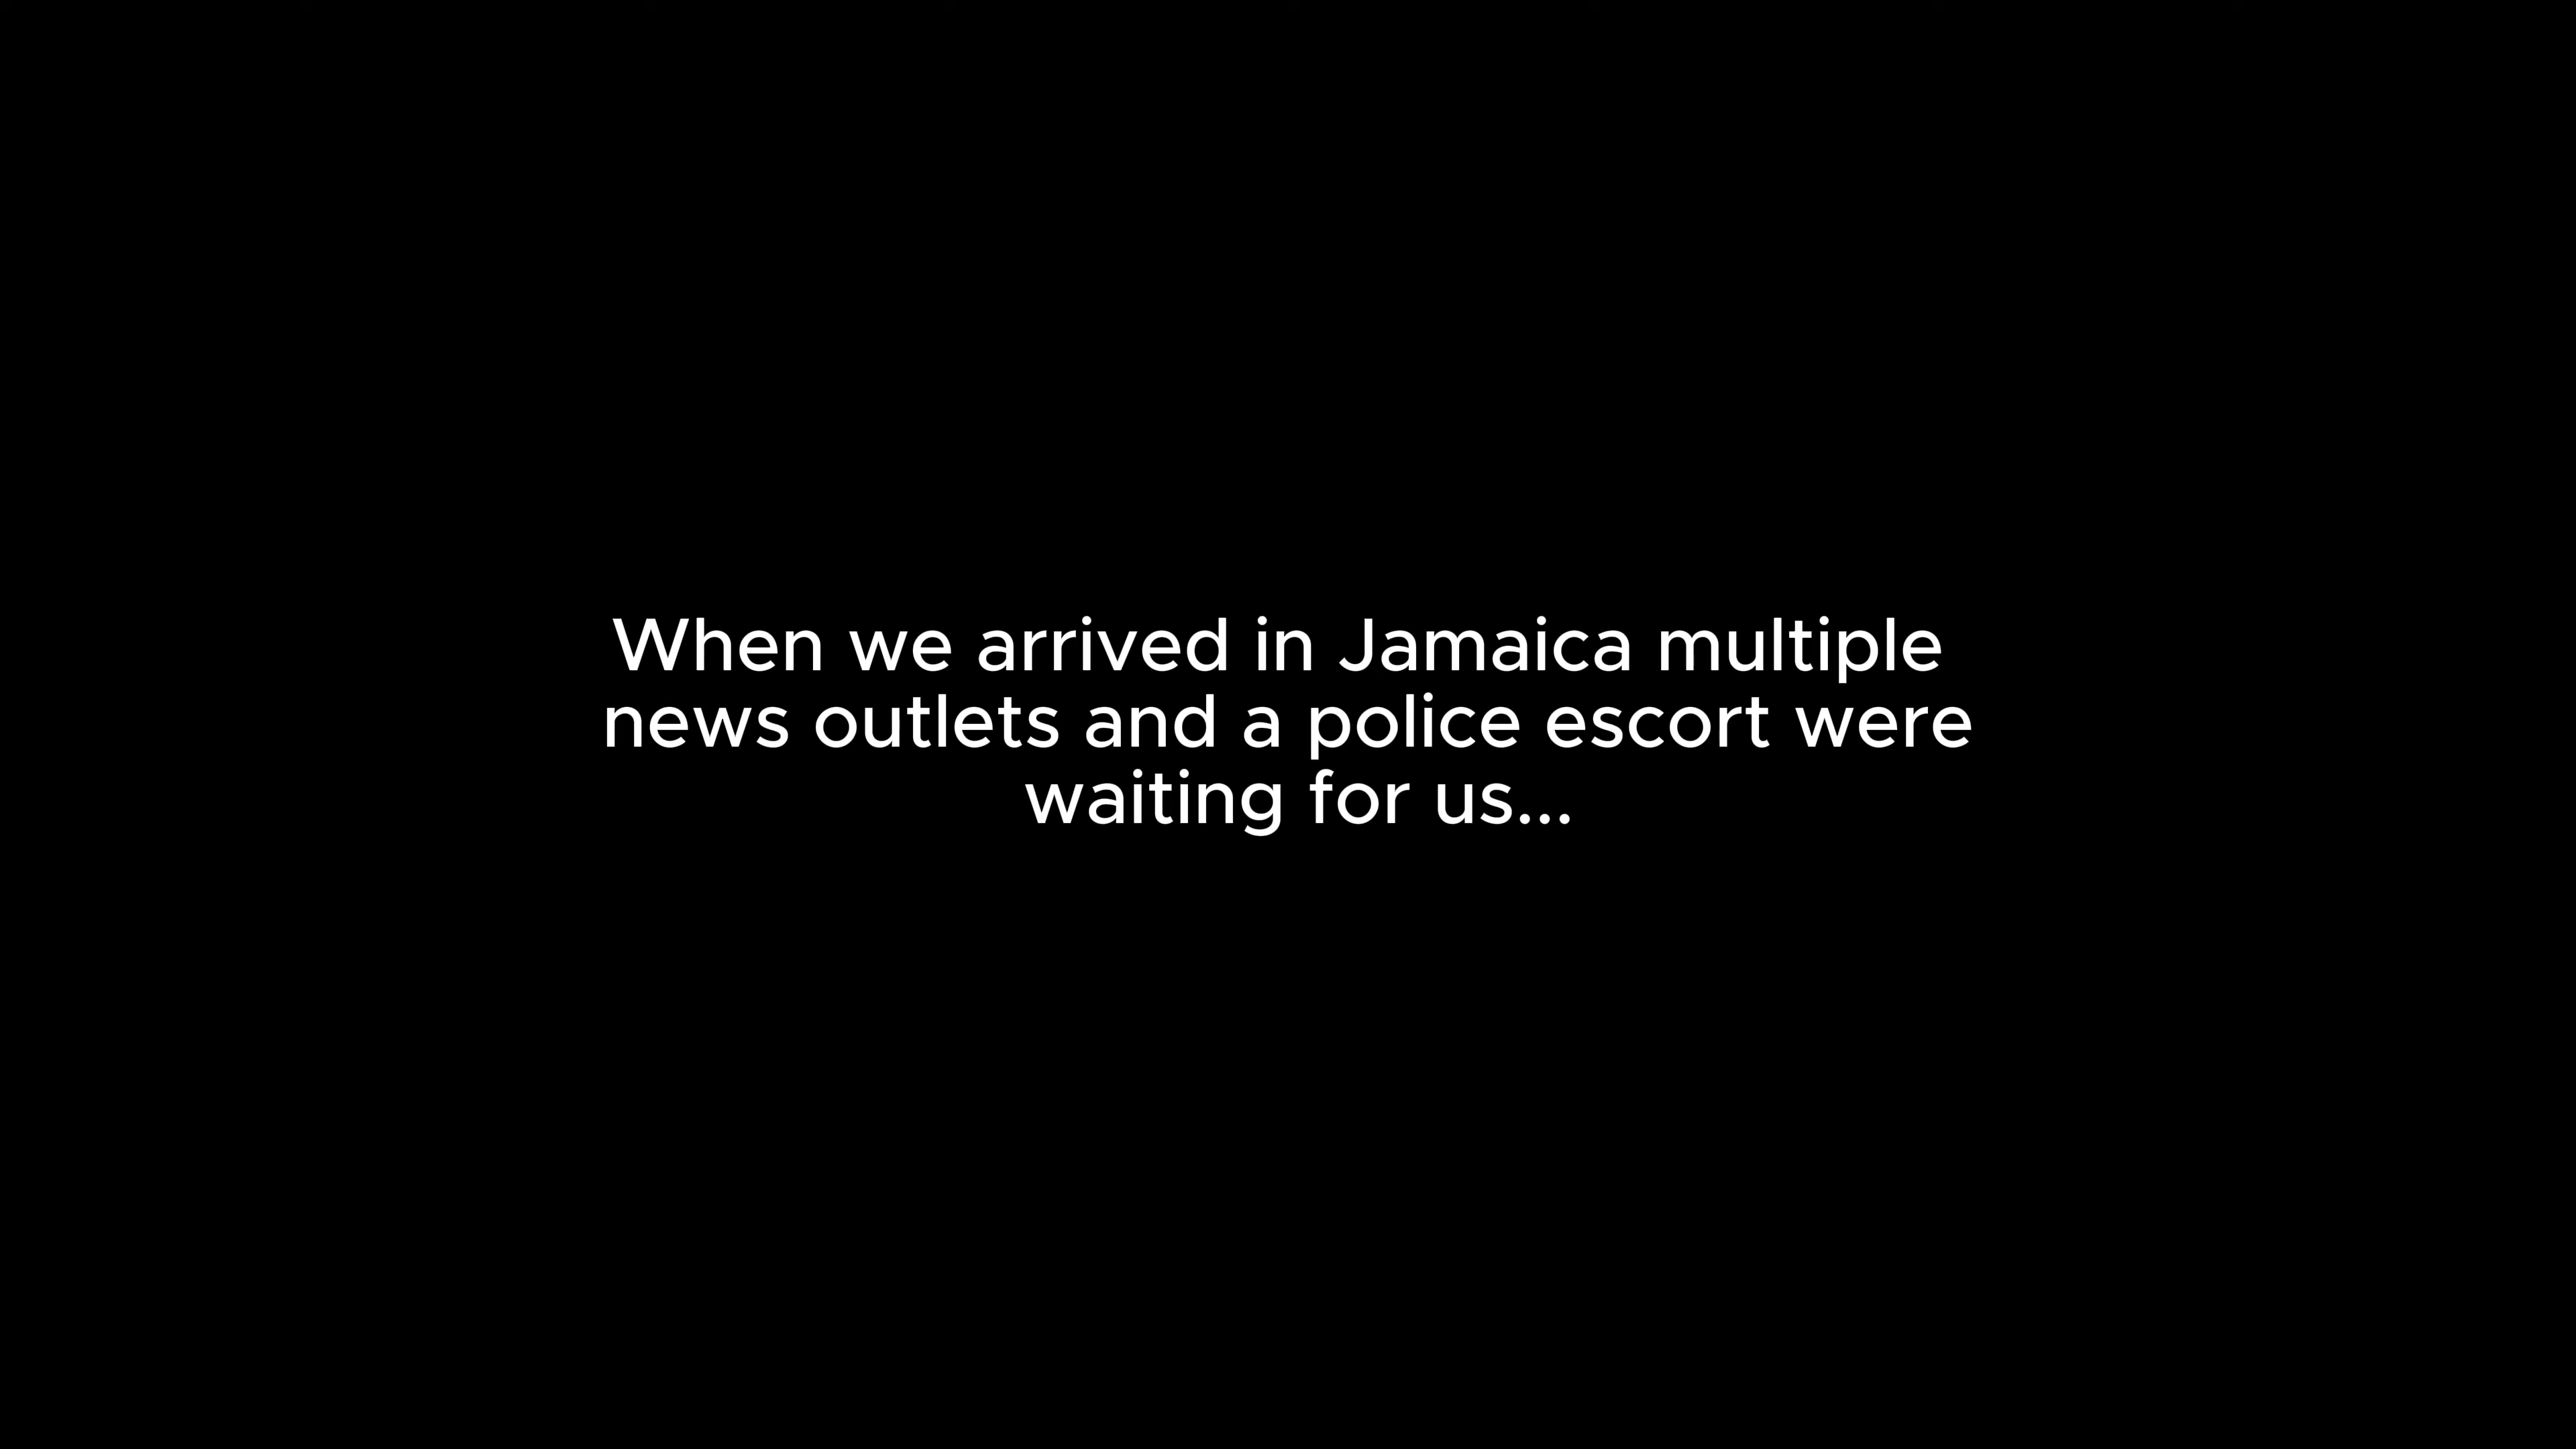 When we arrived in Jamaica multiple
news outlets and a police escort were
waiting for us...